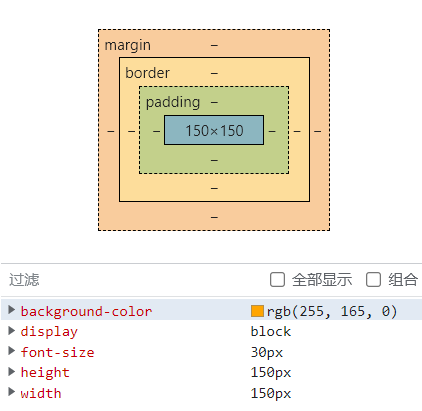 margin –
border –
padding –
– – – 150×150 – – –
–
–
–
过滤 全部显示 组合
background-color rgb(255, 165, 0)
display block
font-size 30px
height 150px
width 150px